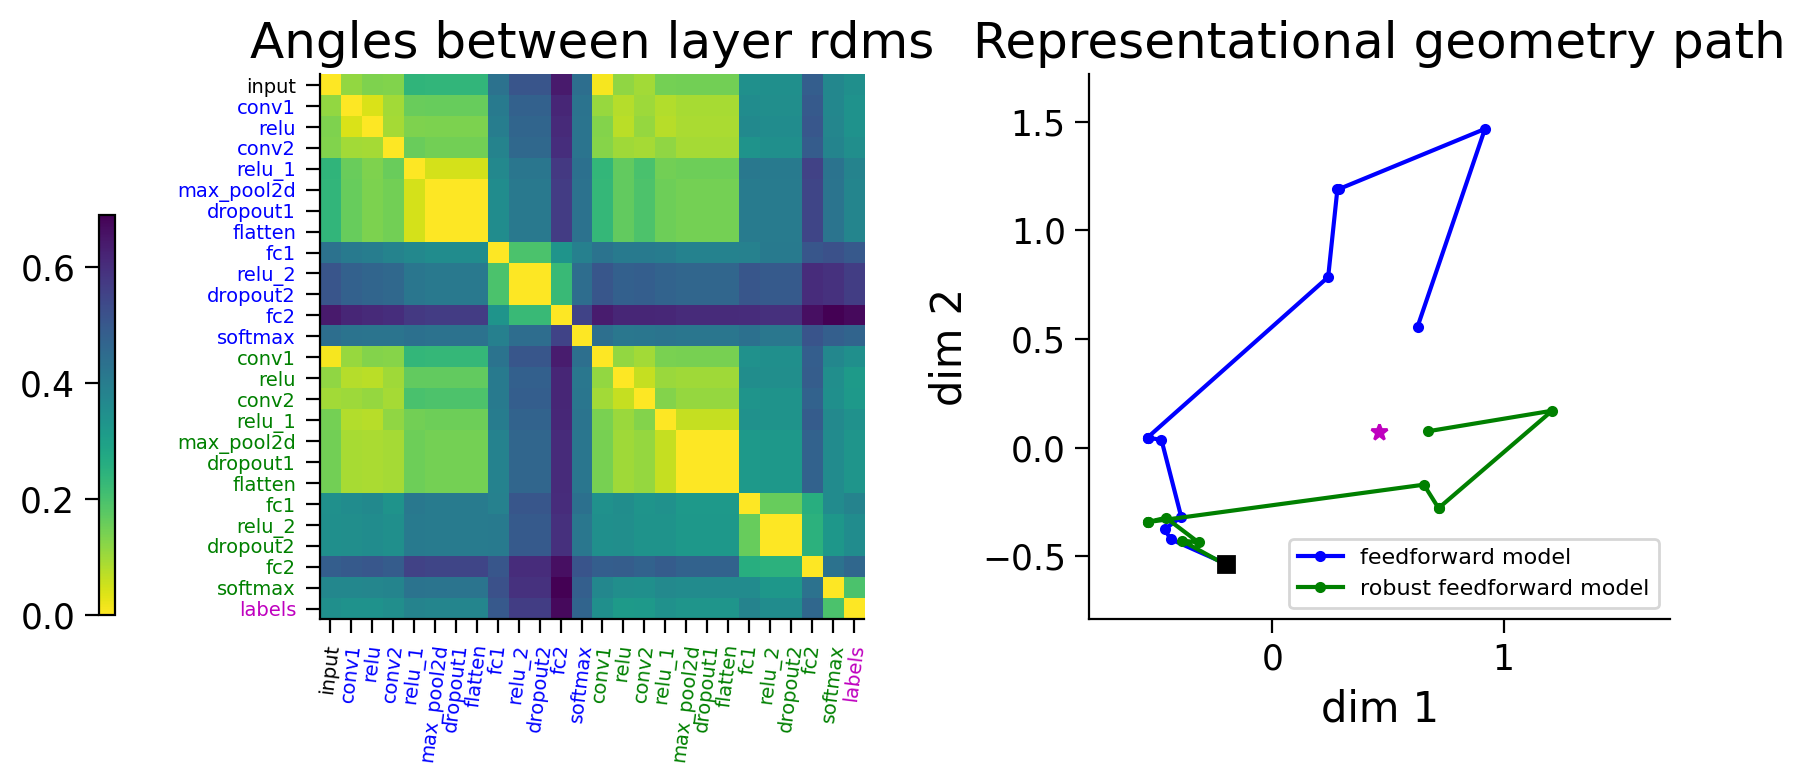 Angles between layer rdms
Representational geometry path
input
conv1
relu
conv2
relu_1
max_pool2d
dropout1
flatten
fc1
relu_2
dropout2
fc2
softmax
conv1
relu
conv2
relu_1
max_pool2d
dropout1
flatten
fc1
relu_2
dropout2
fc2
softmax
labels
0.6
0.4
0.2
0.0
input
conv1
relu
conv2
relu_1
max_pool2d
dropout1
flatten
fc1
relu_2
dropout2
fc2
softmax
conv1
relu
conv2
relu_1
max_pool2d
dropout1
flatten
fc1
relu_2
dropout2
fc2
softmax
labels
dim 2
1.5
1.0
0.5
0.0
−0.5
feedforward model
robust feedforward model
0
1
dim 1